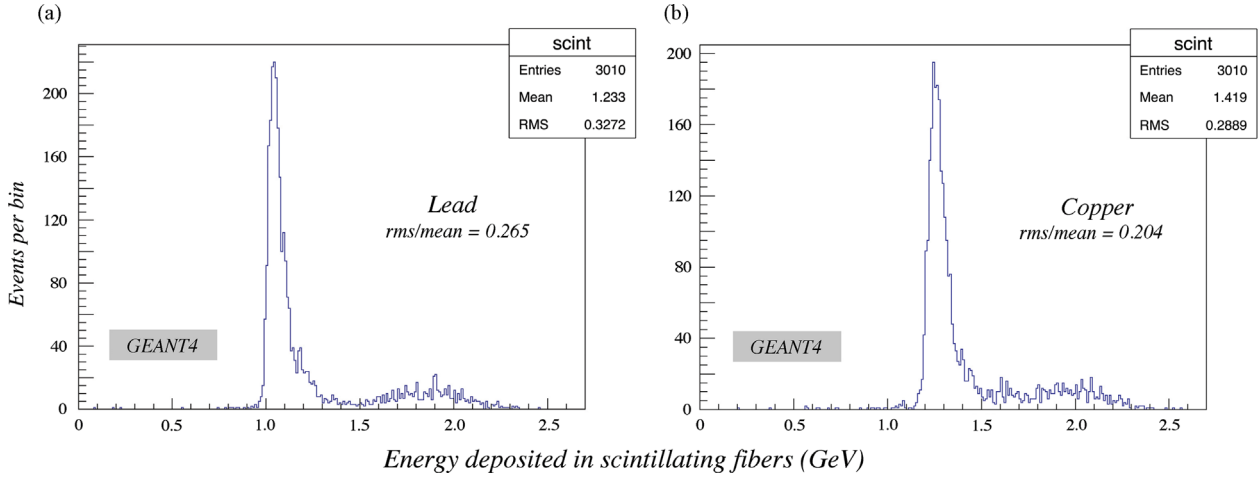 (a)
scint
Entries 3010
Mean 1.233
RMS 0.3272
200
160
120
80
40
0
0 0.5 1.0 1.5 2.0 2.5
Events per bin
Lead
rms/mean = 0.265
GEANT4
(b)
scint
Entries 3010
Mean 1.419
RMS 0.2889
200
160
120
80
40
0
0 0.5 1.0 1.5 2.0 2.5
Copper
rms/mean = 0.204
GEANT4
Energy deposited in scintillating fibers (GeV)